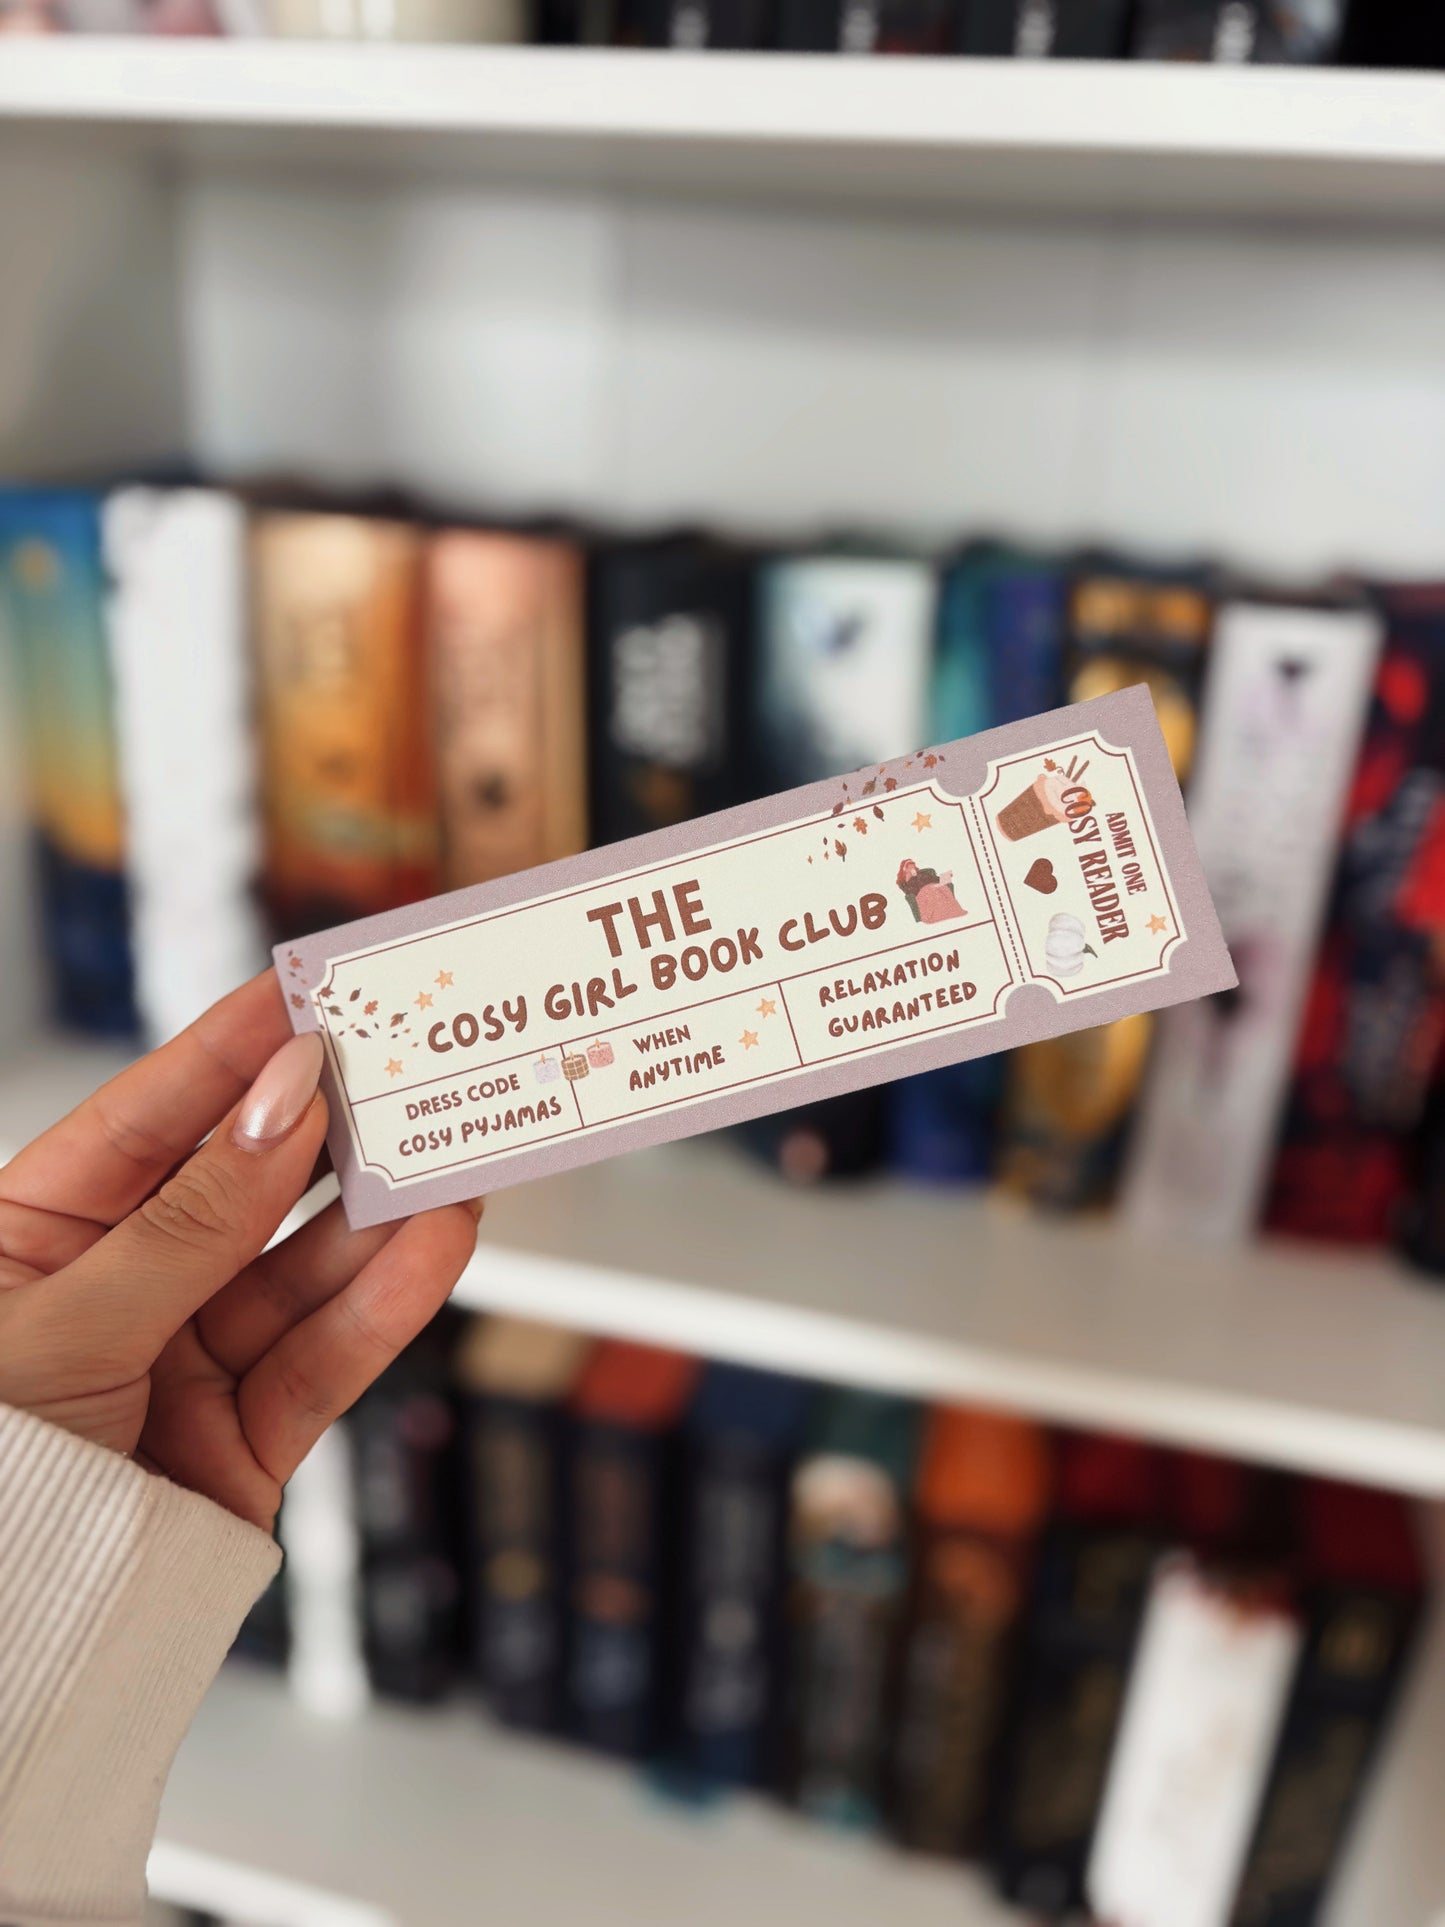 THE
COSY GIRL BOOK CLUB
DRESS CODE
COSY PYJAMAS
WHEN
ANYTIME
RELAXATION
GUARANTEED
ADMIT ONE
COSY READER